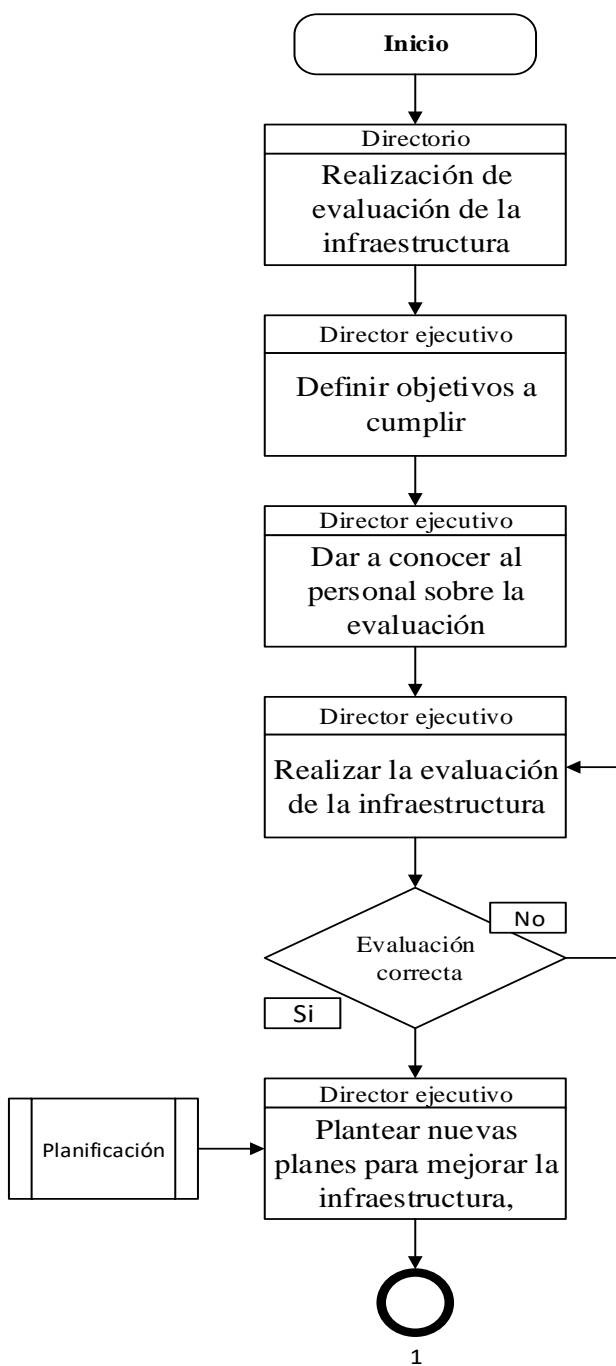 Inicio
Directorio
Realización de
evaluación de la
infraestructura
Director ejecutivo
Definir objetivos a
cumplir
Director ejecutivo
Dar a conocer al
personal sobre la
evaluación
Director ejecutivo
Realizar la evaluación
de la infraestructura
No
Evaluación
correcta
Si
Director ejecutivo
Plantear nuevas
planes para mejorar la
infraestructura,
Planificación
1